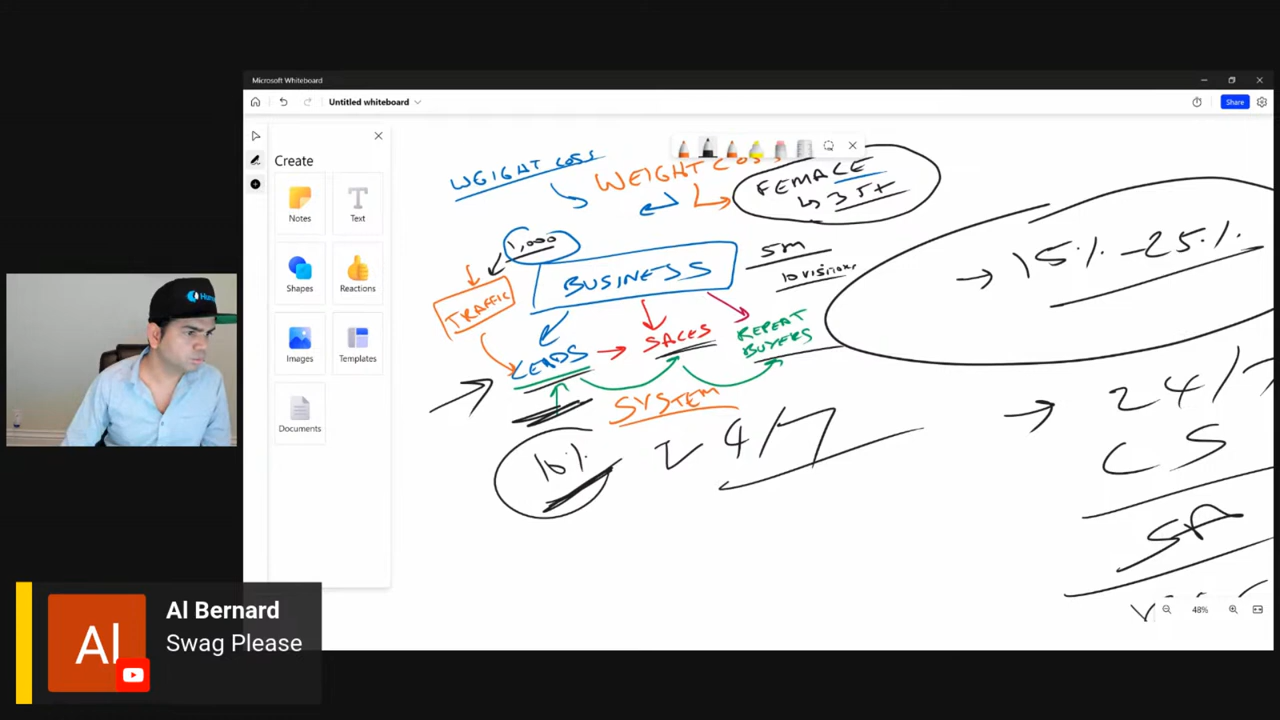 Microsoft Whiteboard
Untitled whiteboard
Share
Create
Notes
Text
Shapes
Reactions
Images
Templates
Documents
WEIGHT LOSS
WEIGHT LOSS
FEMALE
35+
1,000
BUSINESS
5m
10 visitors
TRAFFIC
LEADS
SALES
REPEAT
BUYERS
SYSTEM
10%
24/7
15% - 25%
24/7
CS
48%
Al
Al Bernard
Swag Please